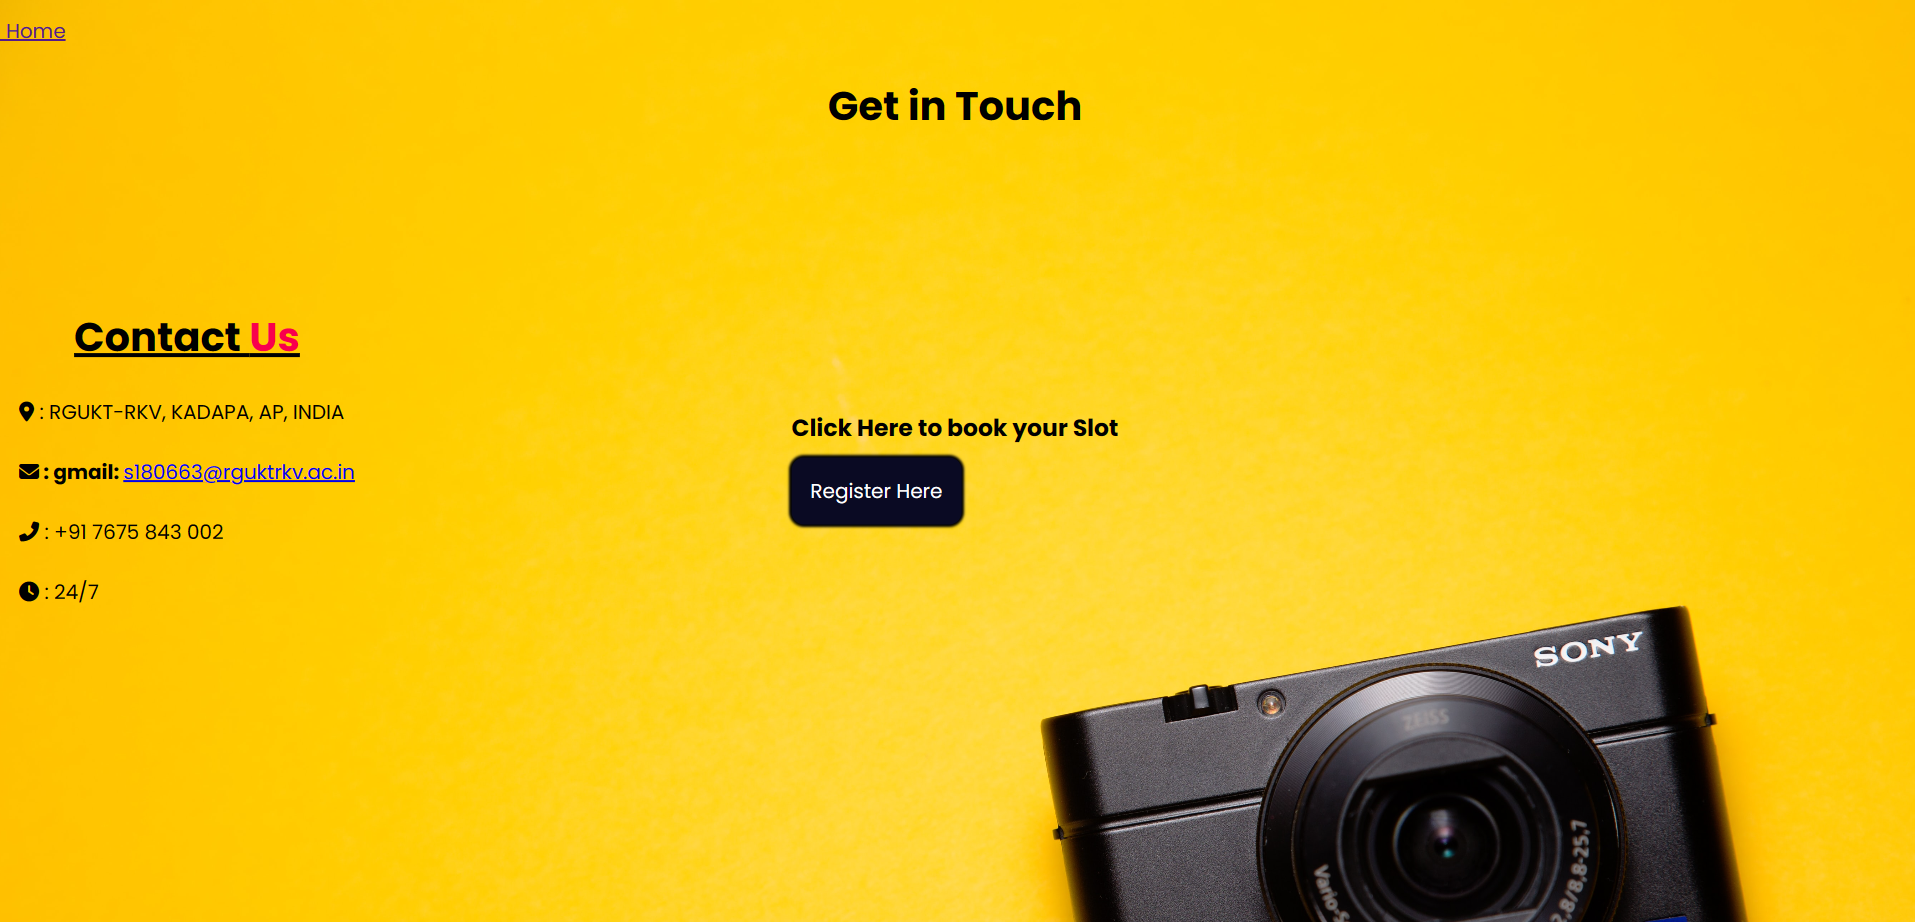 Home
Get in Touch
Contact Us
: RGUKT-RKV, KADAPA, AP, INDIA
: gmail: s180663@rguktrkv.ac.in
: +91 7675 843 002
: 24/7
Click Here to book your Slot
Register Here
SONY
ZEISS
Vario-S
2,8/8,8-25,7